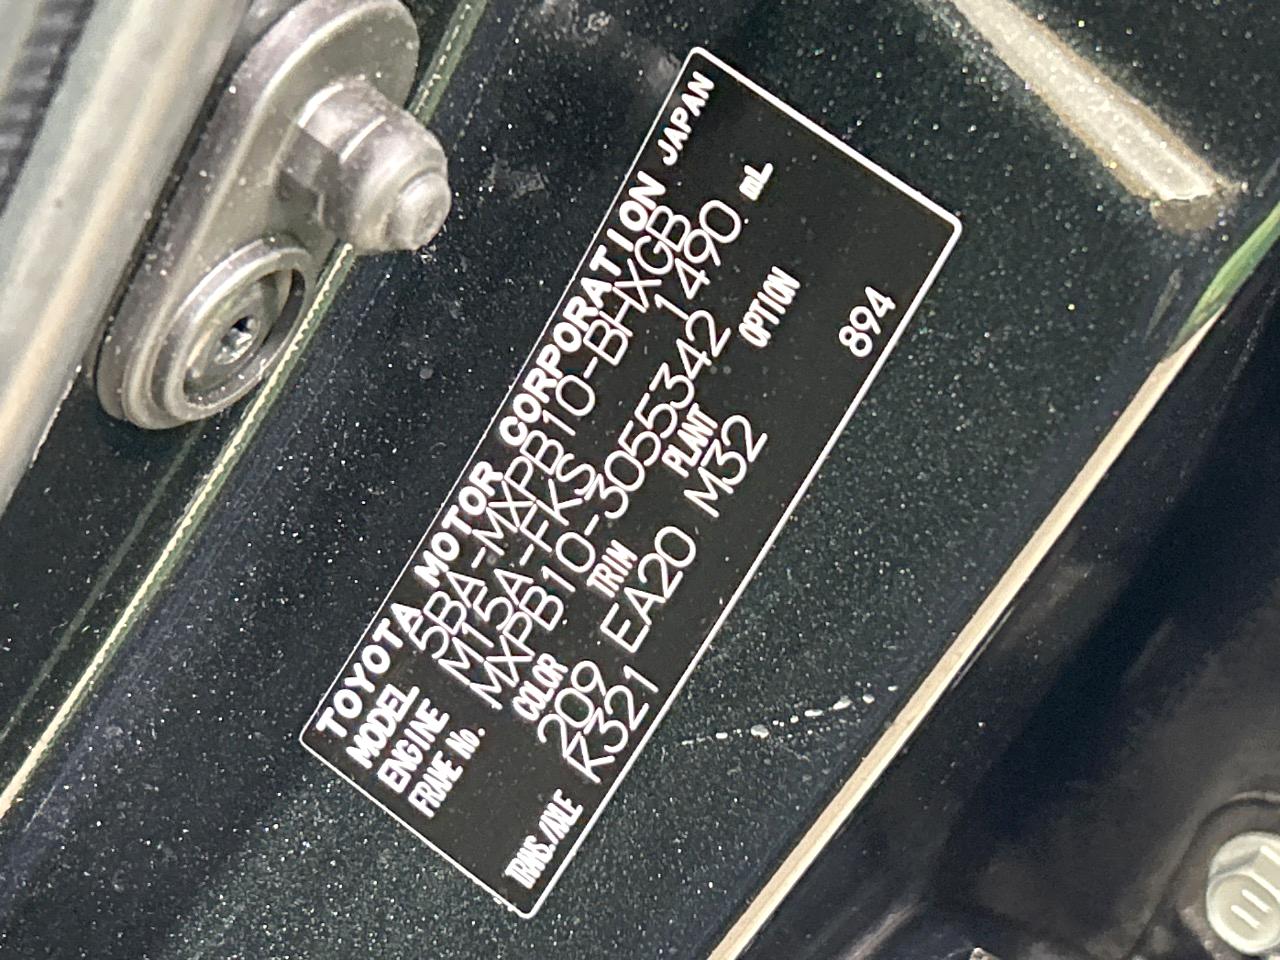 TOYOTA MOTOR CORPORATION JAPAN
MODEL 5BA-MXPB10-BHXGB
ENGINE M15A-FKS 1490 mL
FRAME No. MXPB10-3055342
COLOR TRIM PLANT OPTION
209 EA20 M32
TRANS./AXLE K321 894